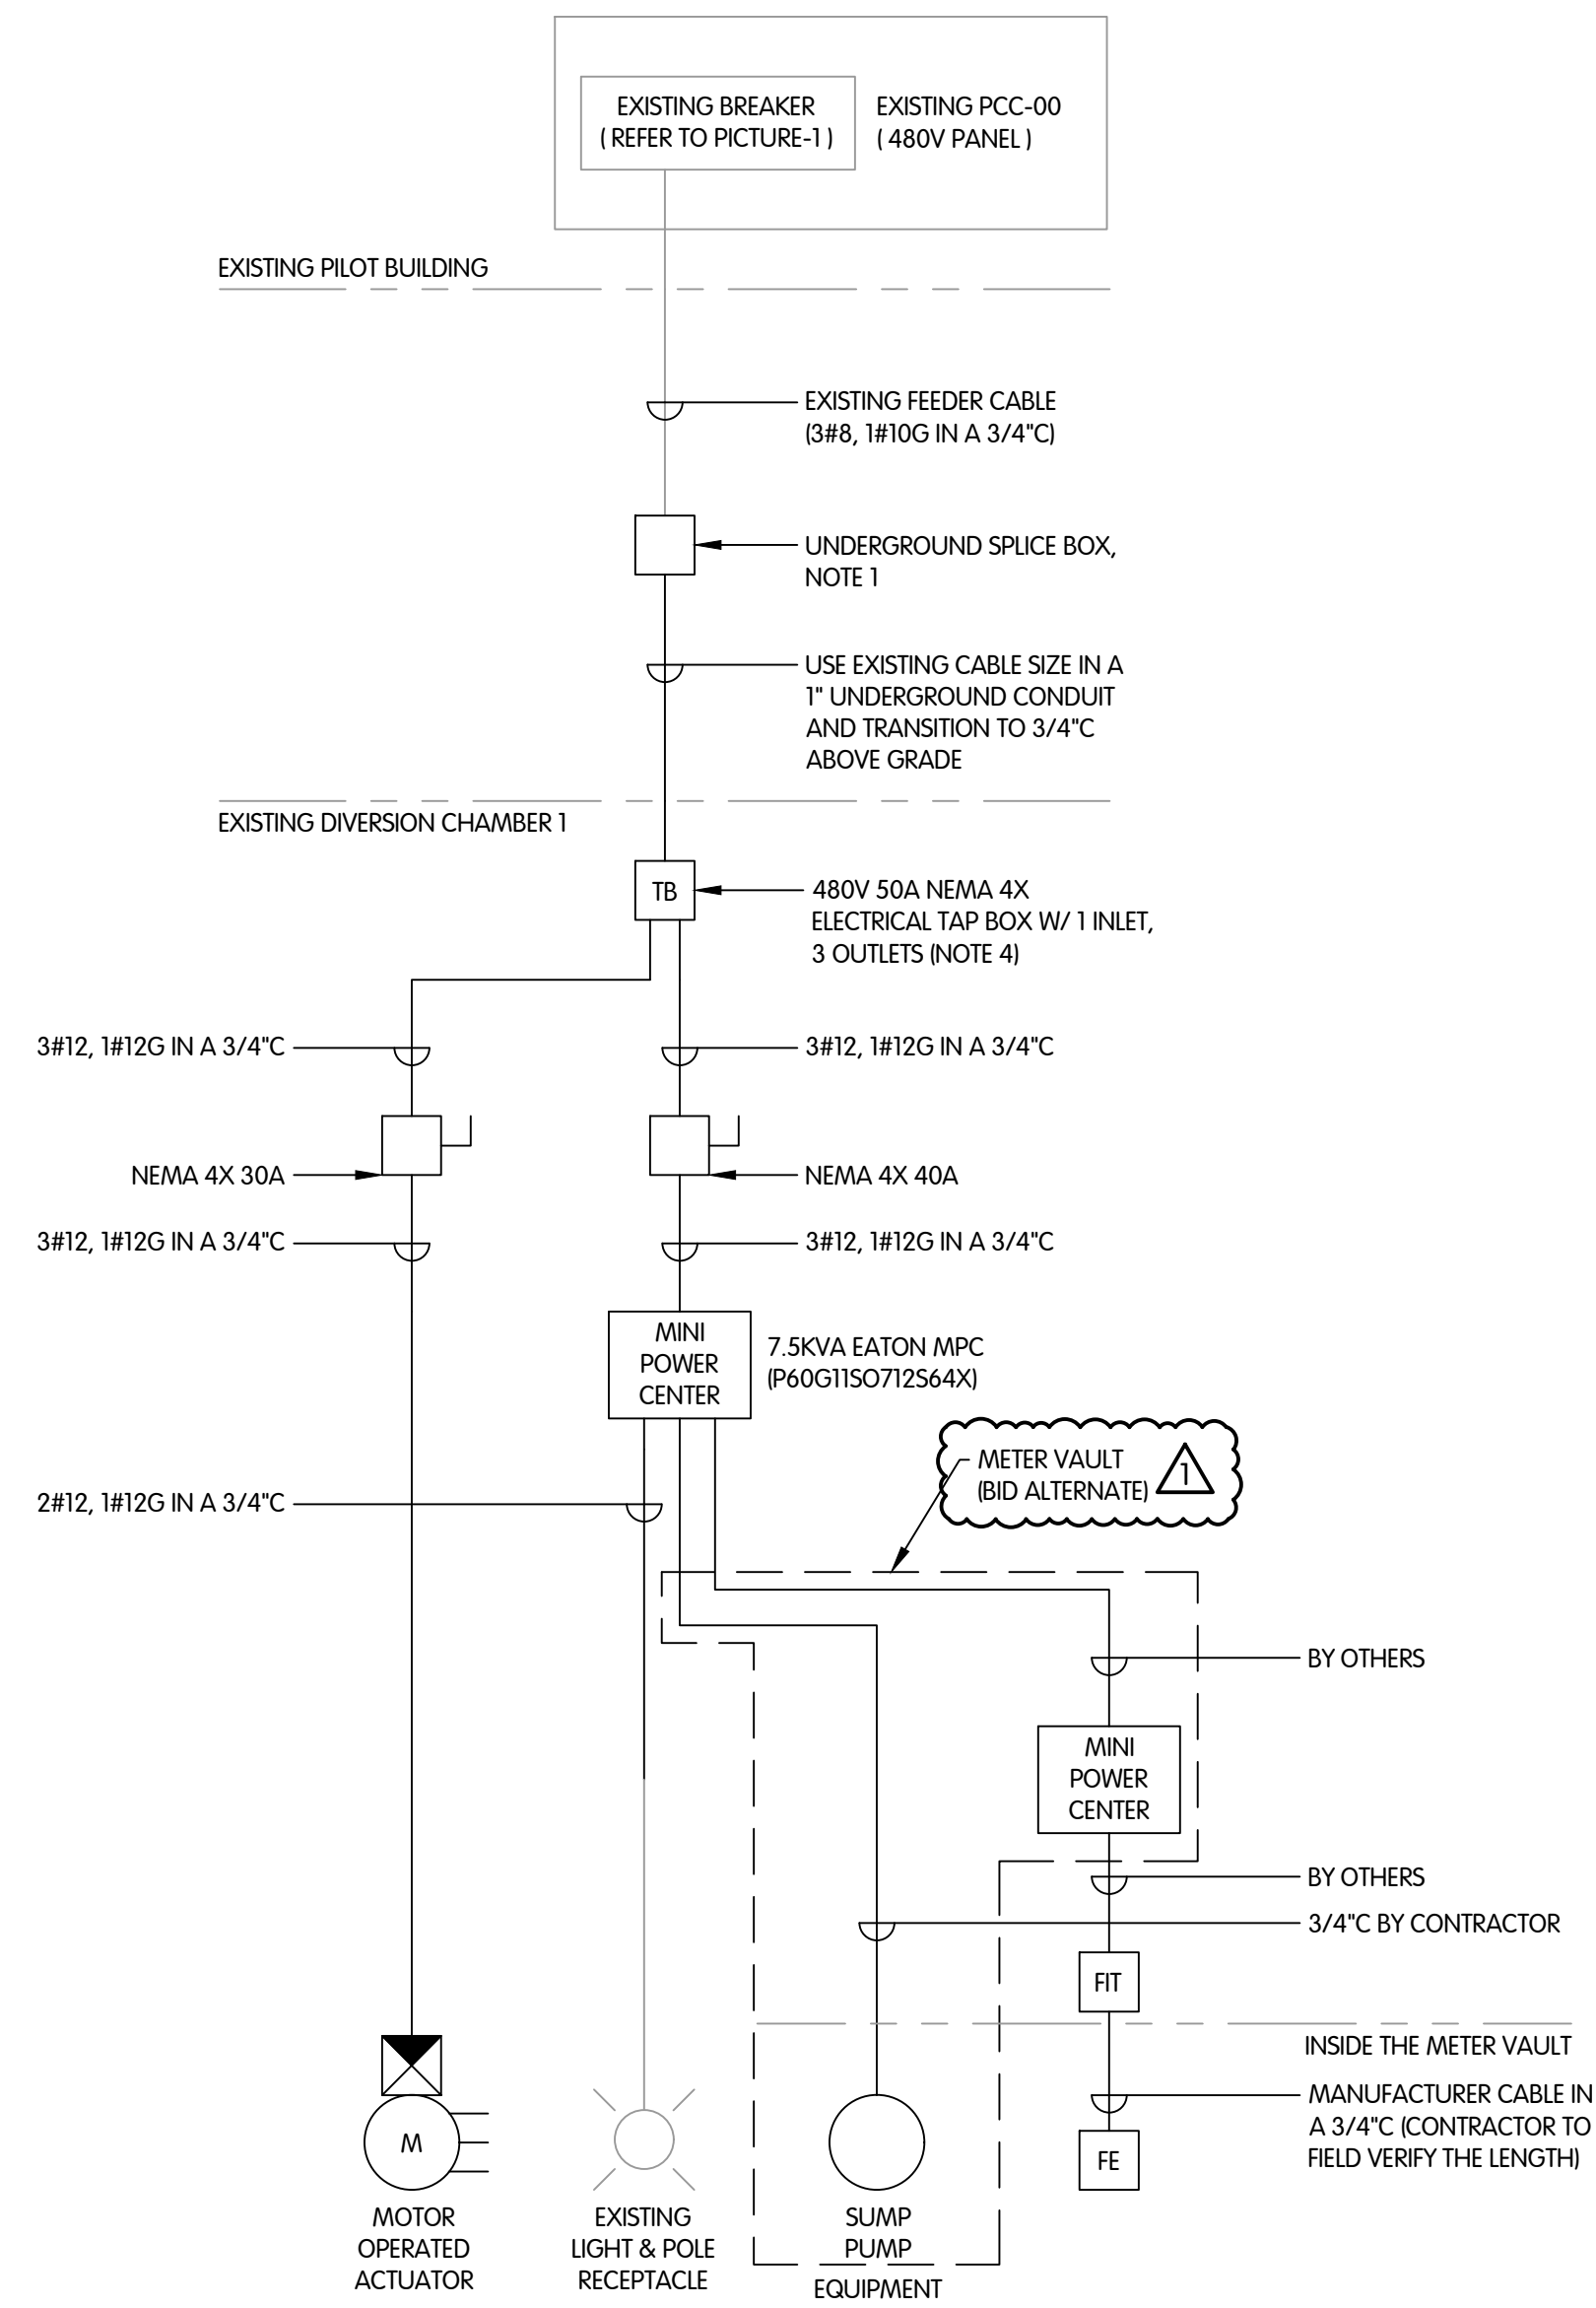 EXISTING BREAKER
( REFER TO PICTURE-1 )
EXISTING PCC-00
( 480V PANEL )
EXISTING PILOT BUILDING
EXISTING FEEDER CABLE
(3#8, 1#10G IN A 3/4"C)
UNDERGROUND SPLICE BOX,
NOTE 1
USE EXISTING CABLE SIZE IN A
1" UNDERGROUND CONDUIT
AND TRANSITION TO 3/4"C
ABOVE GRADE
EXISTING DIVERSION CHAMBER 1
TB
480V 50A NEMA 4X
ELECTRICAL TAP BOX W/ 1 INLET,
3 OUTLETS (NOTE 4)
3#12, 1#12G IN A 3/4"C
3#12, 1#12G IN A 3/4"C
NEMA 4X 30A
NEMA 4X 40A
3#12, 1#12G IN A 3/4"C
3#12, 1#12G IN A 3/4"C
MINI
POWER
CENTER
7.5KVA EATON MPC
(P60G11SO712S64X)
METER VAULT
(BID ALTERNATE)
1
2#12, 1#12G IN A 3/4"C
BY OTHERS
MINI
POWER
CENTER
BY OTHERS
3/4"C BY CONTRACTOR
FIT
INSIDE THE METER VAULT
MANUFACTURER CABLE IN
A 3/4"C (CONTRACTOR TO
FIELD VERIFY THE LENGTH)
FE
M
MOTOR
OPERATED
ACTUATOR
EXISTING
LIGHT & POLE
RECEPTACLE
SUMP
PUMP
EQUIPMENT